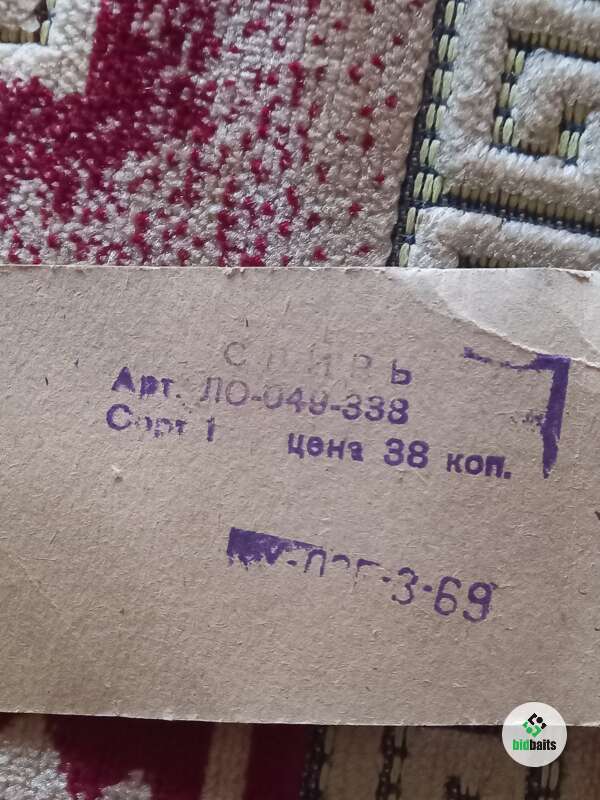 Арт. ЛО-049-338
Сорт 1 цена 38 коп.
-3-69
bidbaits